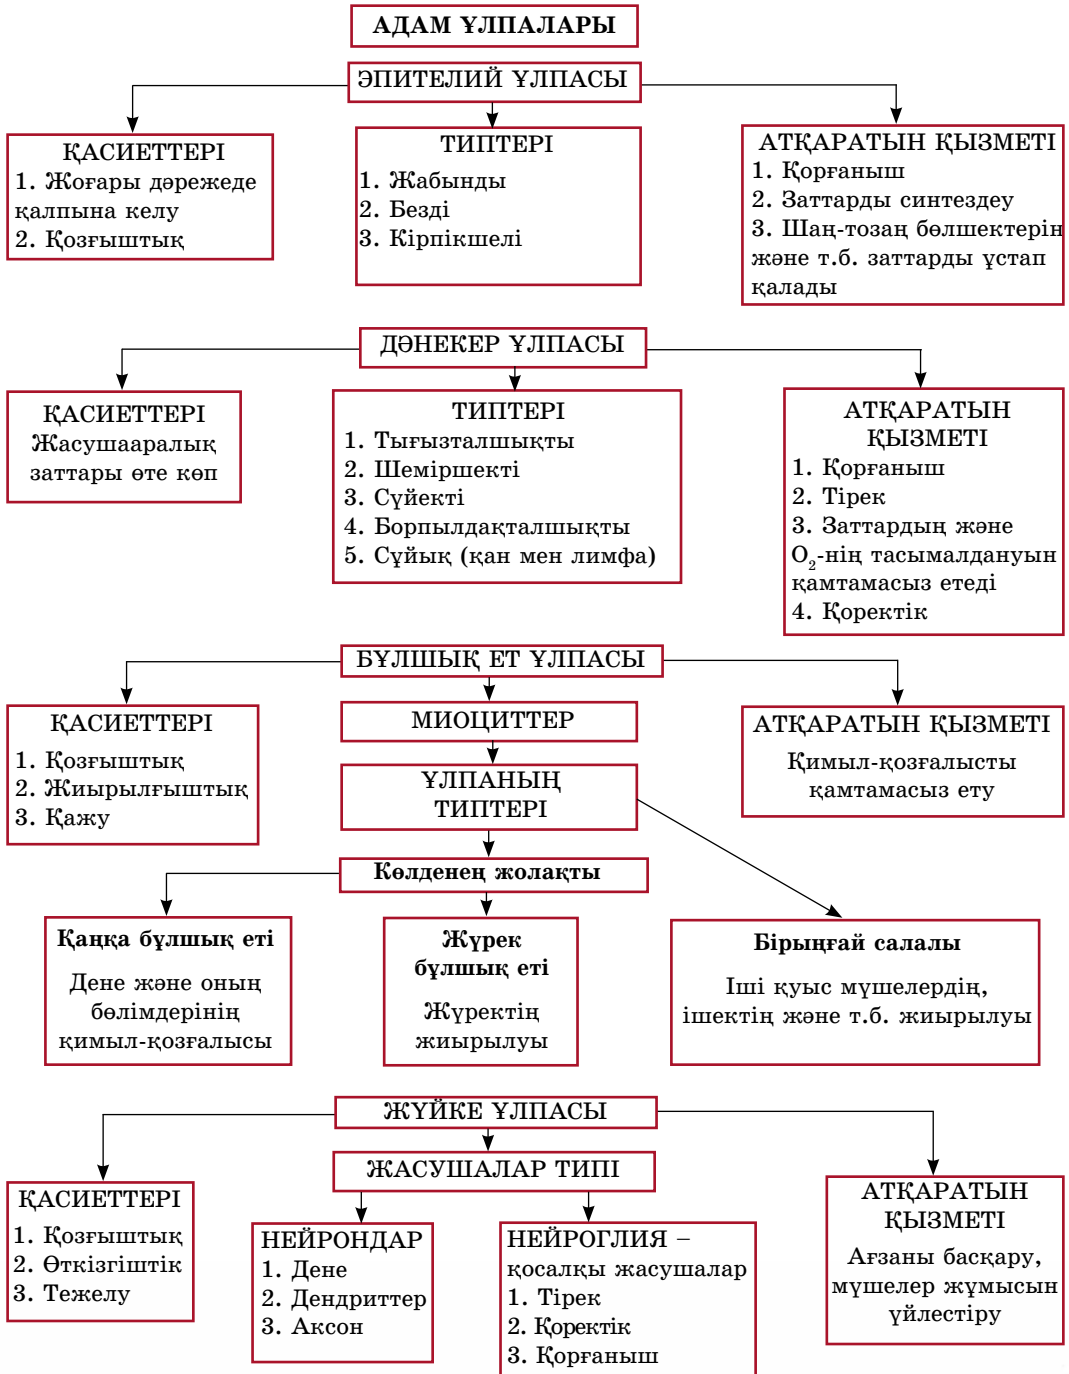 АДАМ ҰЛПАЛАРЫ
ЭПИТЕЛИЙ ҰЛПАСЫ
ҚАСИЕТТЕРІ
1. Жоғары дәрежеде
қалпына келу
2. Қозғыштық
ТИПТЕРІ
1. Жабынды
2. Безді
3. Кірпікшелі
АТҚАРАТЫН ҚЫЗМЕТІ
1. Қорғаныш
2. Заттарды синтездеу
3. Шаң-тозаң бөлшектерін
және т.б. заттарды ұстап
қалады
ДӘНЕКЕР ҰЛПАСЫ
ҚАСИЕТТЕРІ
Жасушааралық
заттары өте көп
ТИПТЕРІ
1. Тығызталшықты
2. Шеміршекті
3. Сүйекті
4. Борпылдақталшықты
5. Сұйық (қан мен лимфа)
АТҚАРАТЫН
ҚЫЗМЕТІ
1. Қорғаныш
2. Тірек
3. Заттардың және
O₂-нің тасымалдануын
қамтамасыз етеді
4. Қоректік
БҰЛШЫҚ ЕТ ҰЛПАСЫ
ҚАСИЕТТЕРІ
1. Қозғыштық
2. Жиырылғыштық
3. Қажу
МИОЦИТТЕР
ҰЛПАНЫҢ
ТИПТЕРІ
АТҚАРАТЫН ҚЫЗМЕТІ
Қимыл-қозғалысты
қамтамасыз ету
Көлденең жолақты
Қаңқа бұлшық еті
Дене және оның
бөлімдерінің
қимыл-қозғалысы
Жүрек
бұлшық еті
Жүректің
жиырылуы
Бірыңғай салалы
Іші қуыс мүшелердің,
ішектің және т.б. жиырылуы
ЖҮЙКЕ ҰЛПАСЫ
ЖАСУШАЛАР ТИПІ
ҚАСИЕТТЕРІ
1. Қозғыштық
2. Өткізгіштік
3. Тежелу
НЕЙРОНДАР
1. Дене
2. Дендриттер
3. Аксон
НЕЙРОГЛИЯ –
қосалқы жасушалар
1. Тірек
2. Қоректік
3. Қорғаныш
АТҚАРАТЫН
ҚЫЗМЕТІ
Ағзаны басқару,
мүшелер жұмысын
үйлестіру